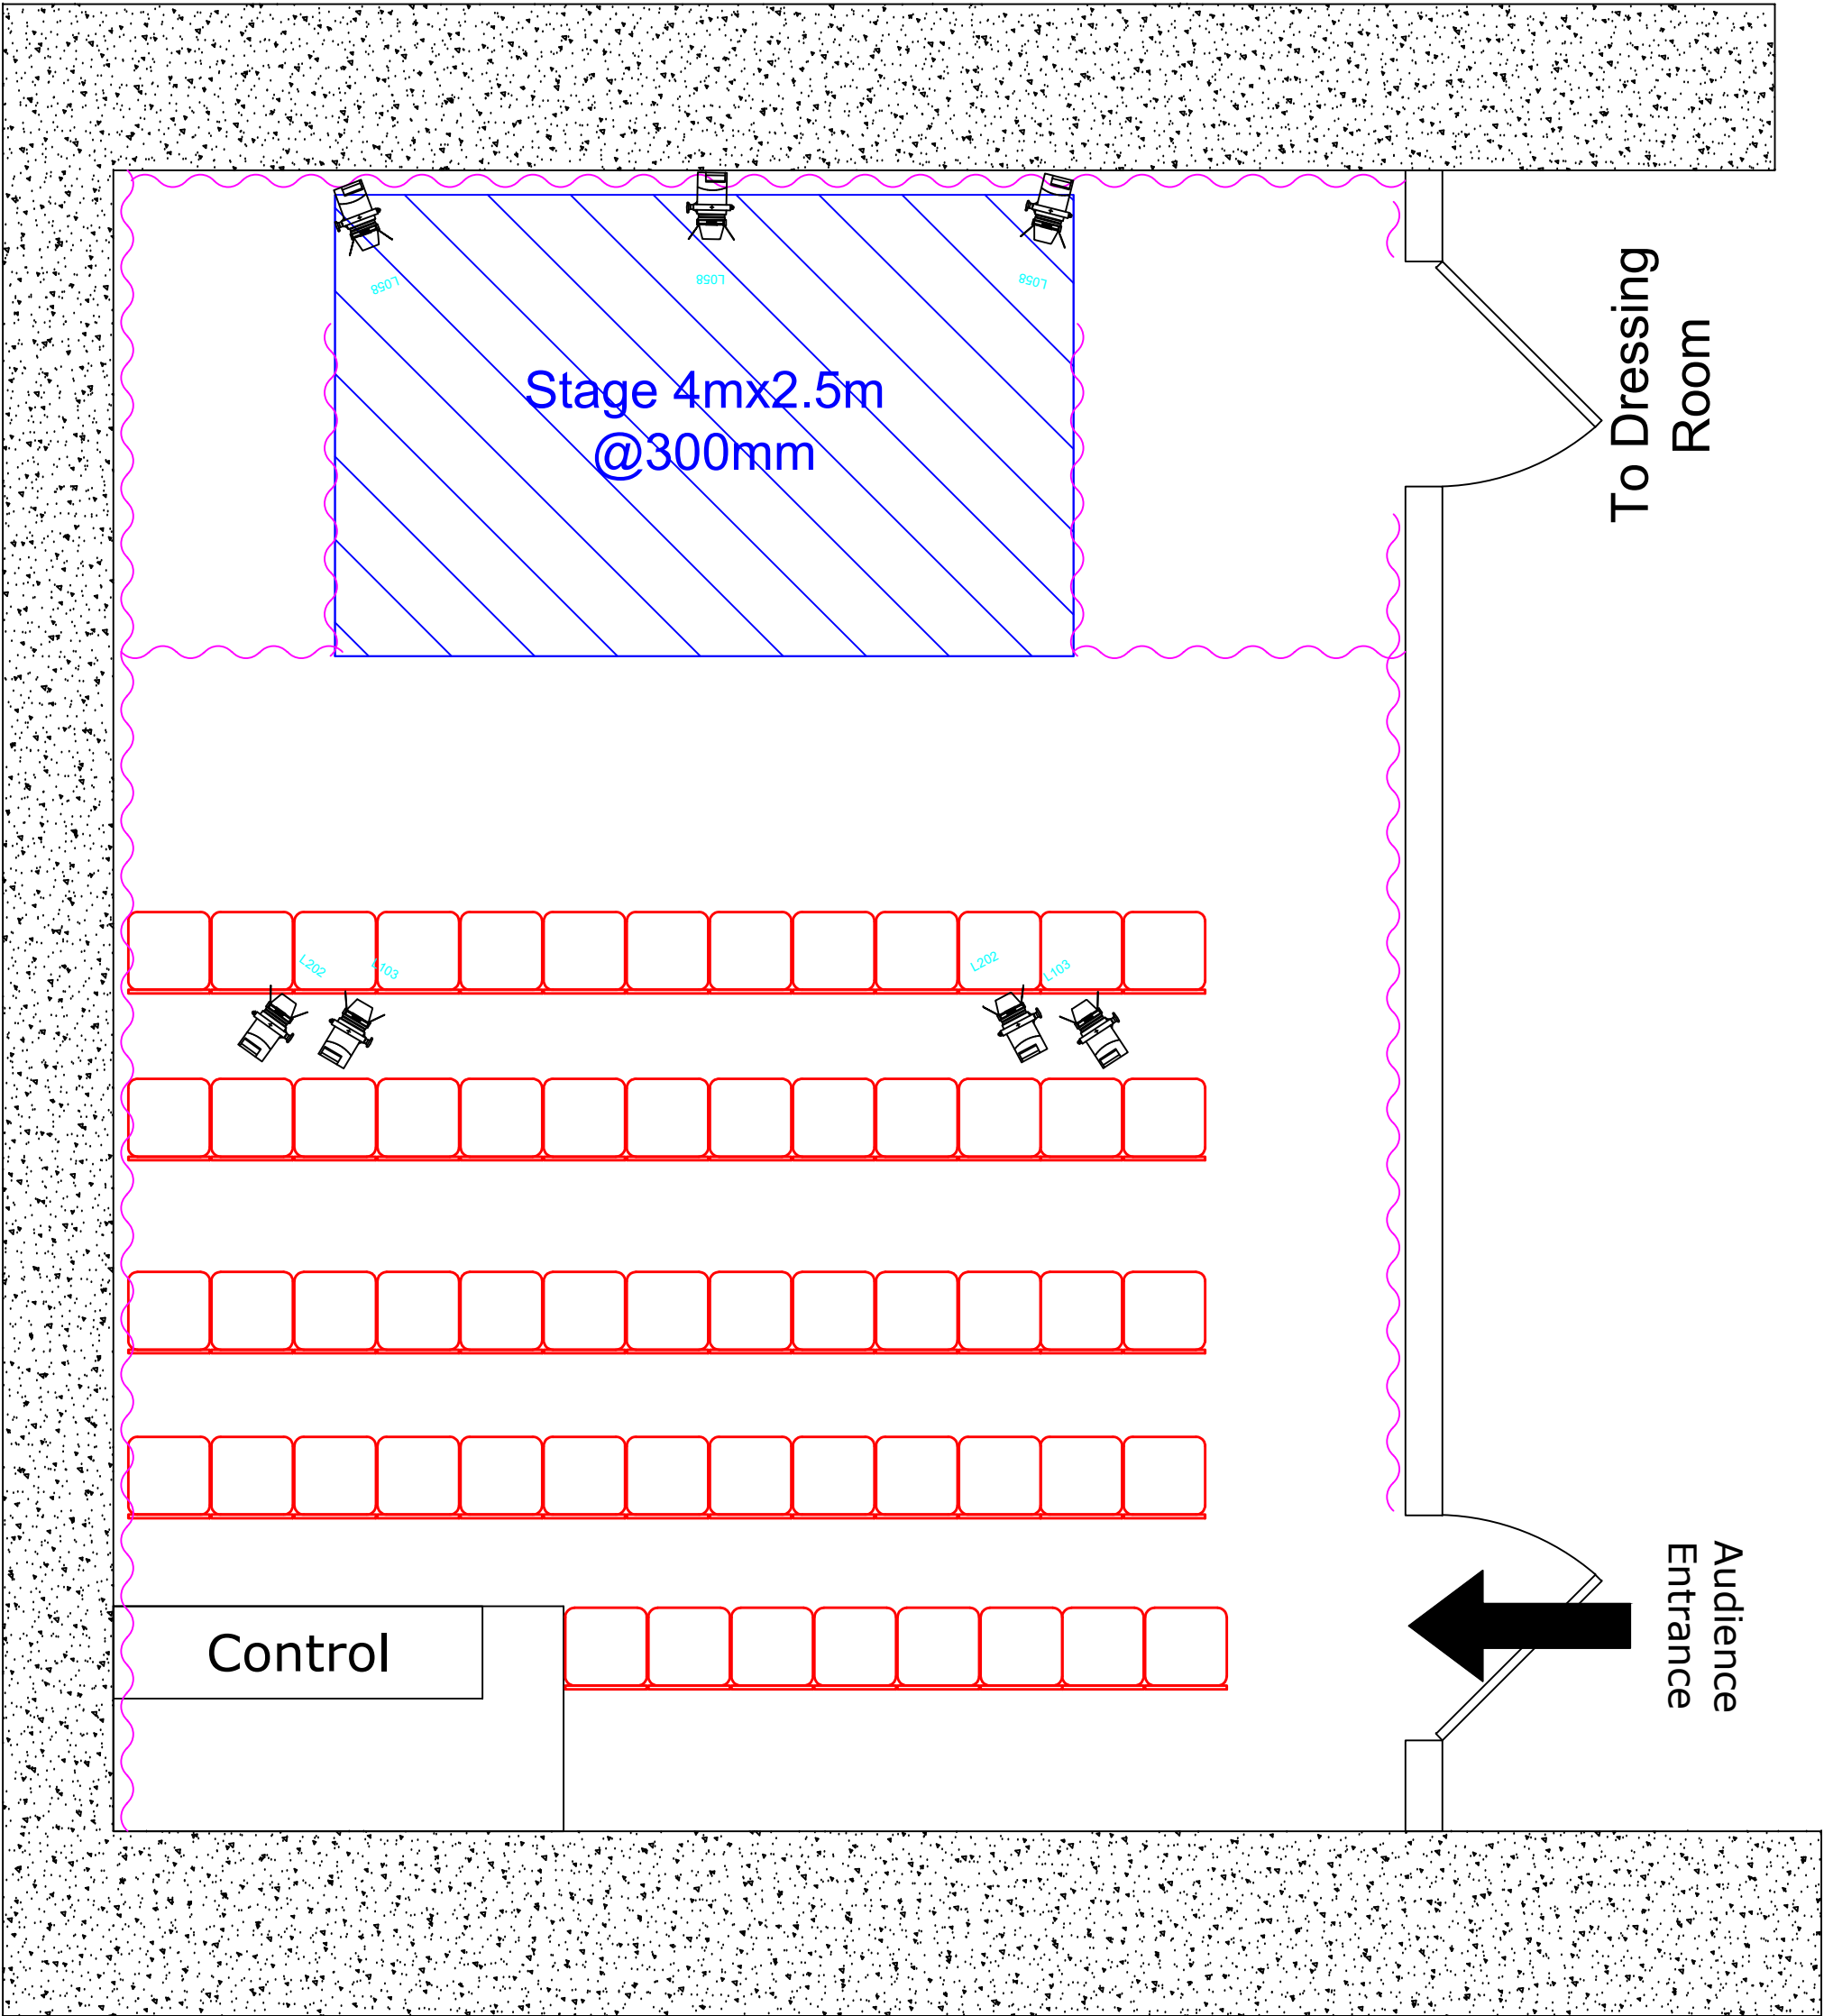 L058
L058
L058
Stage 4mx2.5m
@300mm
To Dressing
Room
L202
L103
L202
L103
Control
Audience
Entrance